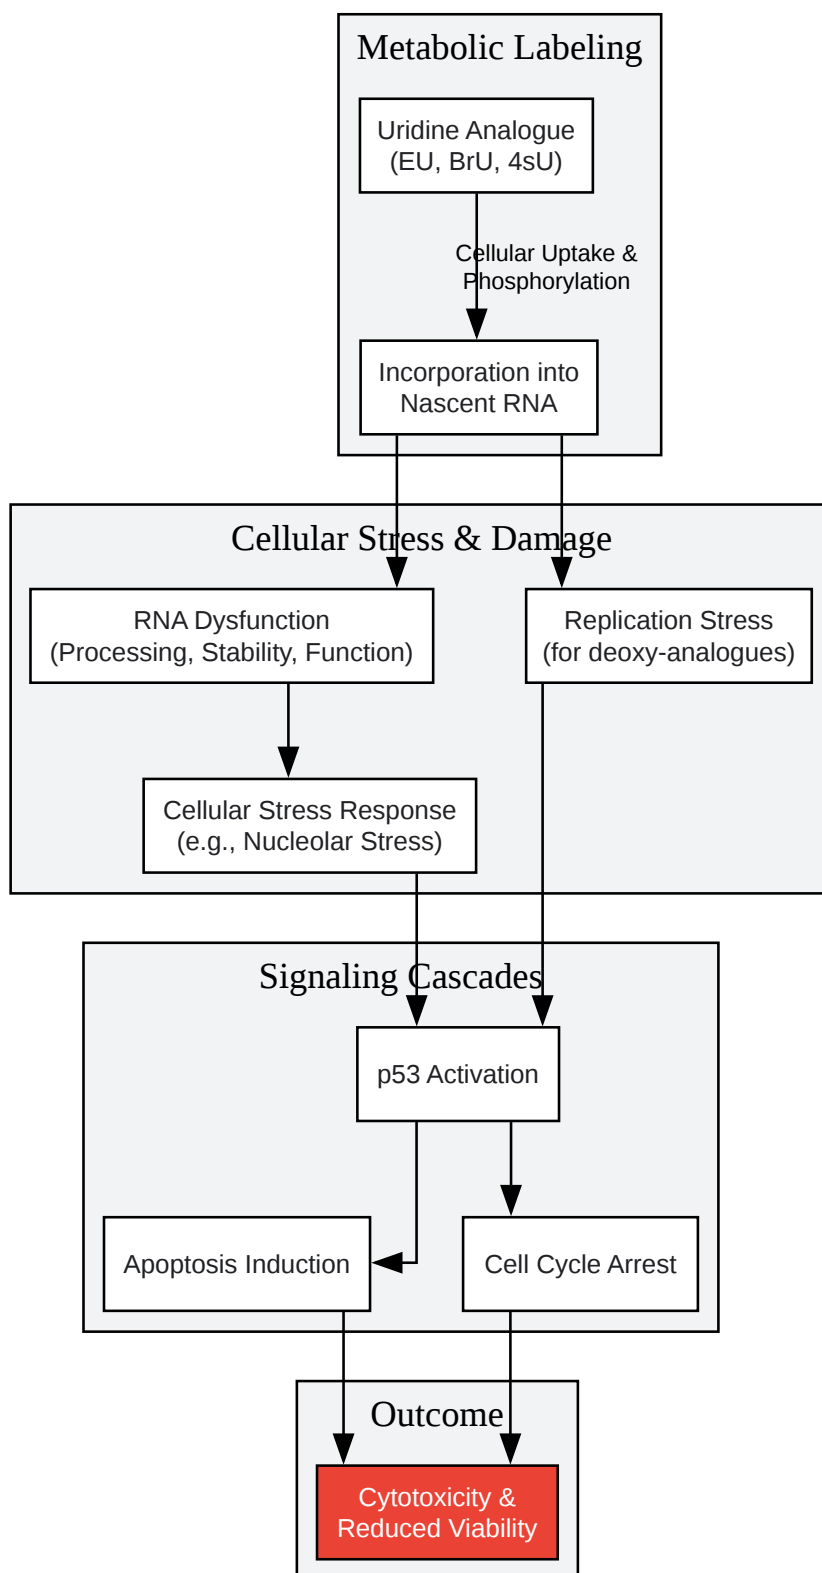 Metabolic Labeling
Uridine Analogue
(EU, BrU, 4sU)
Cellular Uptake &
Phosphorylation
Incorporation into
Nascent RNA
Cellular Stress & Damage
RNA Dysfunction
(Processing, Stability, Function)
Replication Stress
(for deoxy-analogues)
Cellular Stress Response
(e.g., Nucleolar Stress)
Signaling Cascades
p53 Activation
Apoptosis Induction
Cell Cycle Arrest
Outcome
Cytotoxicity &
Reduced Viability